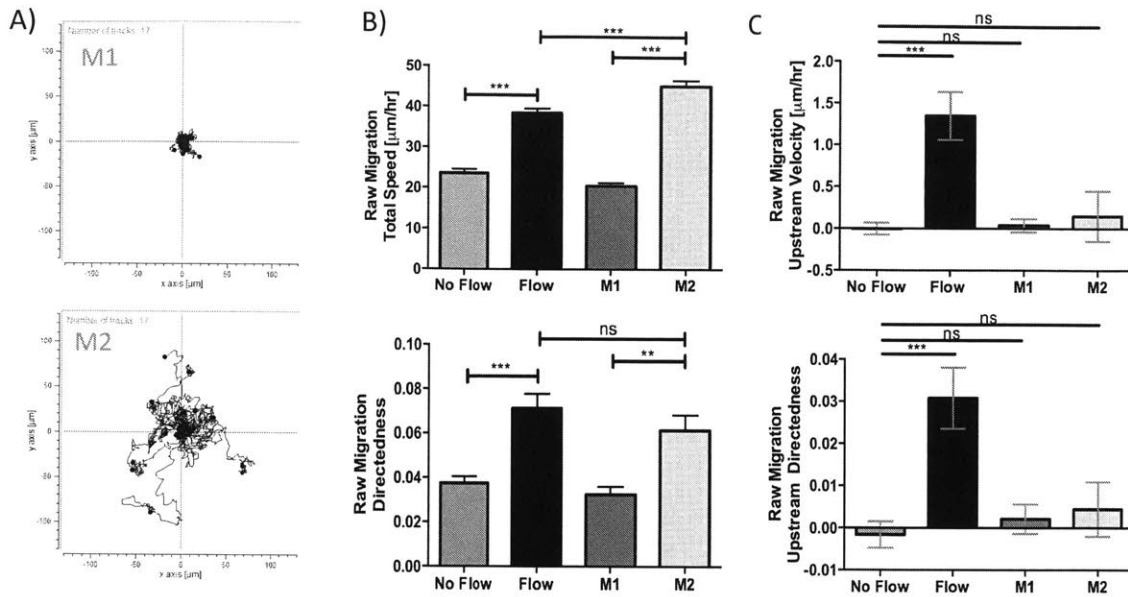 A)
Number of tracks: 17
M1
100
50
0
-50
-100
y axis [µm]
-100
-50
0
50
100
x axis [µm]
Number of tracks: 17
M2
100
50
0
-50
-100
y axis [µm]
-100
-50
0
50
100
x axis [µm]
B)
***
***
***
50
40
30
20
10
0
Raw Migration
Total Speed [µm/hr]
No Flow
Flow
M1
M2
ns
***
**
0.10
0.08
0.06
0.04
0.02
0.00
Raw Migration
Directedness
No Flow
Flow
M1
M2
C)
ns
ns
***
2.0
1.5
1.0
0.5
0.0
-0.5
Raw Migration
Upstream Velocity [µm/hr]
No Flow
Flow
M1
M2
ns
ns
***
0.04
0.03
0.02
0.01
0.00
-0.01
Raw Migration
Upstream Directedness
No Flow
Flow
M1
M2